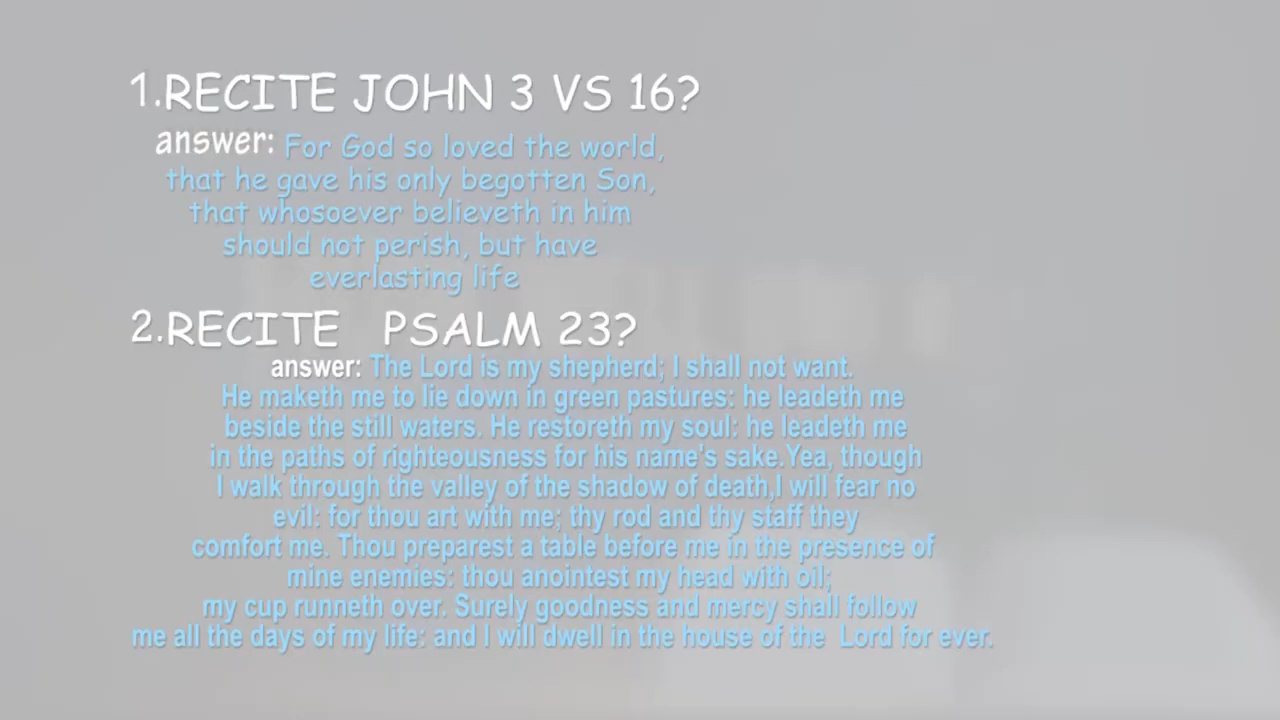 1.RECITE JOHN 3 VS 16?
answer: For God so loved the world,
that he gave his only begotten Son,
that whosoever believeth in him
should not perish, but have
everlasting life
2.RECITE PSALM 23?
answer: The Lord is my shepherd; I shall not want.
He maketh me to lie down in green pastures: he leadeth me
beside the still waters. He restoreth my soul: he leadeth me
in the paths of righteousness for his name's sake.Yea, though
I walk through the valley of the shadow of death,I will fear no
evil: for thou art with me; thy rod and thy staff they
comfort me. Thou preparest a table before me in the presence of
mine enemies: thou anointest my head with oil;
my cup runneth over. Surely goodness and mercy shall follow
me all the days of my life: and I will dwell in the house of the Lord for ever.